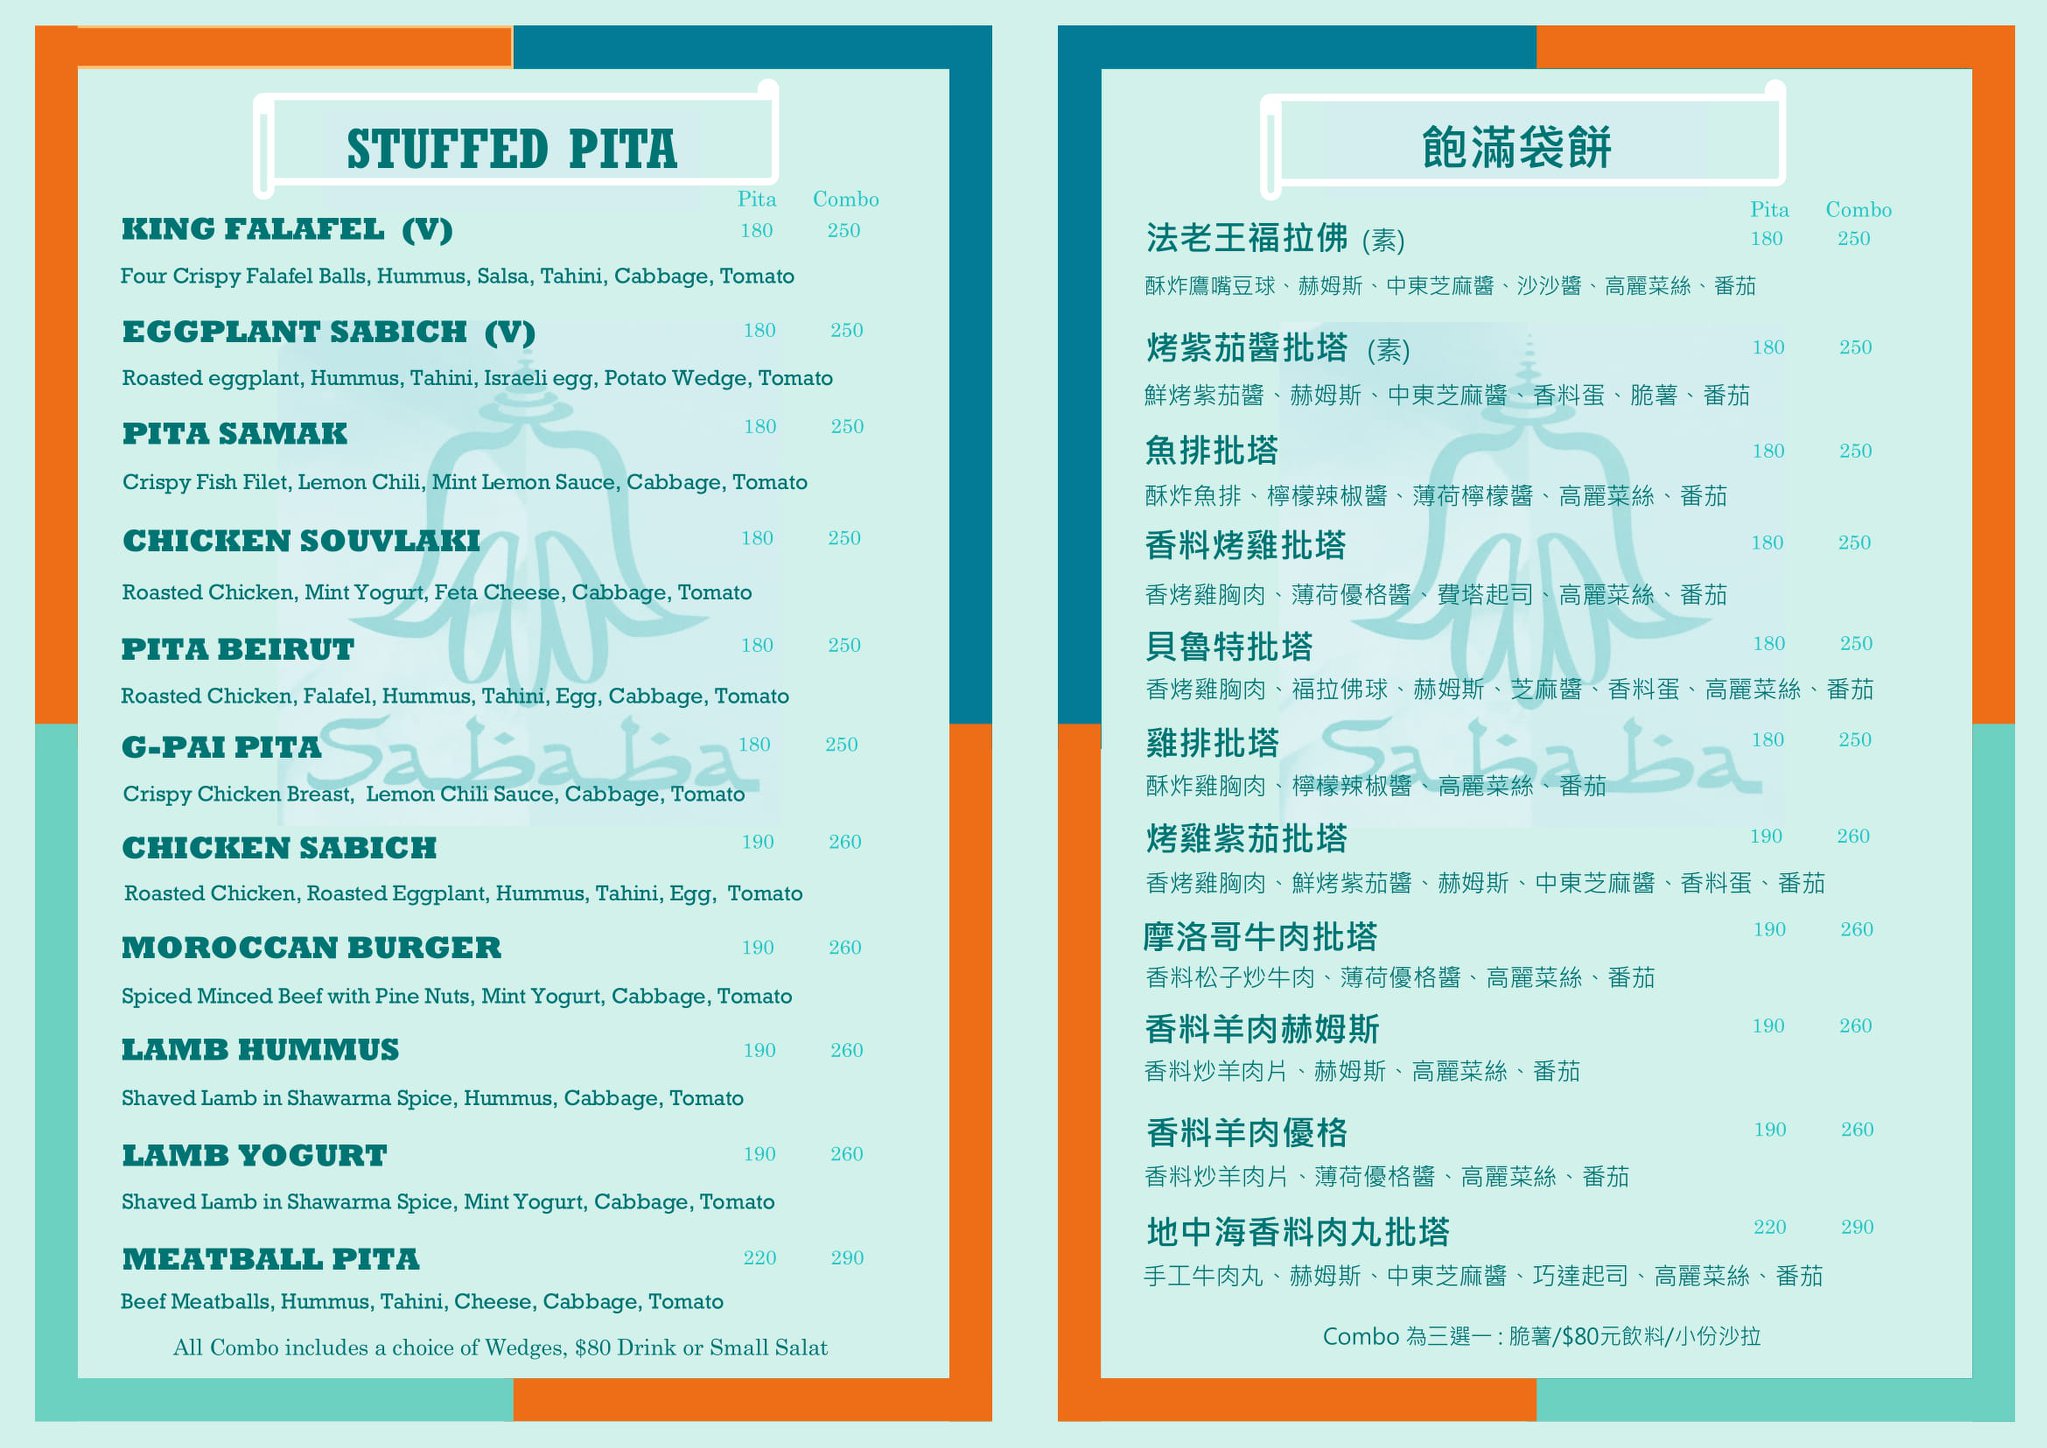 STUFFED PITA
Pita Combo
KING FALAFEL (V) 180 250
Four Crispy Falafel Balls, Hummus, Salsa, Tahini, Cabbage, Tomato
EGGPLANT SABICH (V) 180 250
Roasted eggplant, Hummus, Tahini, Israeli egg, Potato Wedge, Tomato
PITA SAMAK 180 250
Crispy Fish Filet, Lemon Chili, Mint Lemon Sauce, Cabbage, Tomato
CHICKEN SOUVLAKI 180 250
Roasted Chicken, Mint Yogurt, Feta Cheese, Cabbage, Tomato
PITA BEIRUT 180 250
Roasted Chicken, Falafel, Hummus, Tahini, Egg, Cabbage, Tomato
G-PAI PITA 180 250
Crispy Chicken Breast, Lemon Chili Sauce, Cabbage, Tomato
CHICKEN SABICH 190 260
Roasted Chicken, Roasted Eggplant, Hummus, Tahini, Egg, Tomato
MOROCCAN BURGER 190 260
Spiced Minced Beef with Pine Nuts, Mint Yogurt, Cabbage, Tomato
LAMB HUMMUS 190 260
Shaved Lamb in Shawarma Spice, Hummus, Cabbage, Tomato
LAMB YOGURT 190 260
Shaved Lamb in Shawarma Spice, Mint Yogurt, Cabbage, Tomato
MEATBALL PITA 220 290
Beef Meatballs, Hummus, Tahini, Cheese, Cabbage, Tomato
All Combo includes a choice of Wedges, $80 Drink or Small Salat
Sababa
飽滿袋餅
Pita Combo
法老王福拉佛 (素) 180 250
酥炸鷹嘴豆球、赫姆斯、中東芝麻醬、沙沙醬、高麗菜絲、番茄
烤紫茄醬批塔 (素) 180 250
鮮烤紫茄醬、赫姆斯、中東芝麻醬、香料蛋、脆薯、番茄
魚排批塔 180 250
酥炸魚排、檸檬辣椒醬、薄荷檸檬醬、高麗菜絲、番茄
香料烤雞批塔 180 250
香烤雞胸肉、薄荷優格醬、費塔起司、高麗菜絲、番茄
貝魯特批塔 180 250
香烤雞胸肉、福拉佛球、赫姆斯、芝麻醬、香料蛋、高麗菜絲、番茄
雞排批塔 180 250
酥炸雞胸肉、檸檬辣椒醬、高麗菜絲、番茄
烤雞紫茄批塔 190 260
香烤雞胸肉、鮮烤紫茄醬、赫姆斯、中東芝麻醬、香料蛋、番茄
摩洛哥牛肉批塔 190 260
香料松子炒牛肉、薄荷優格醬、高麗菜絲、番茄
香料羊肉赫姆斯 190 260
香料炒羊肉片、赫姆斯、高麗菜絲、番茄
香料羊肉優格 190 260
香料炒羊肉片、薄荷優格醬、高麗菜絲、番茄
地中海香料肉丸批塔 220 290
手工牛肉丸、赫姆斯、中東芝麻醬、巧達起司、高麗菜絲、番茄
Combo 為三選一 : 脆薯/$80元飲料/小份沙拉
Sababa